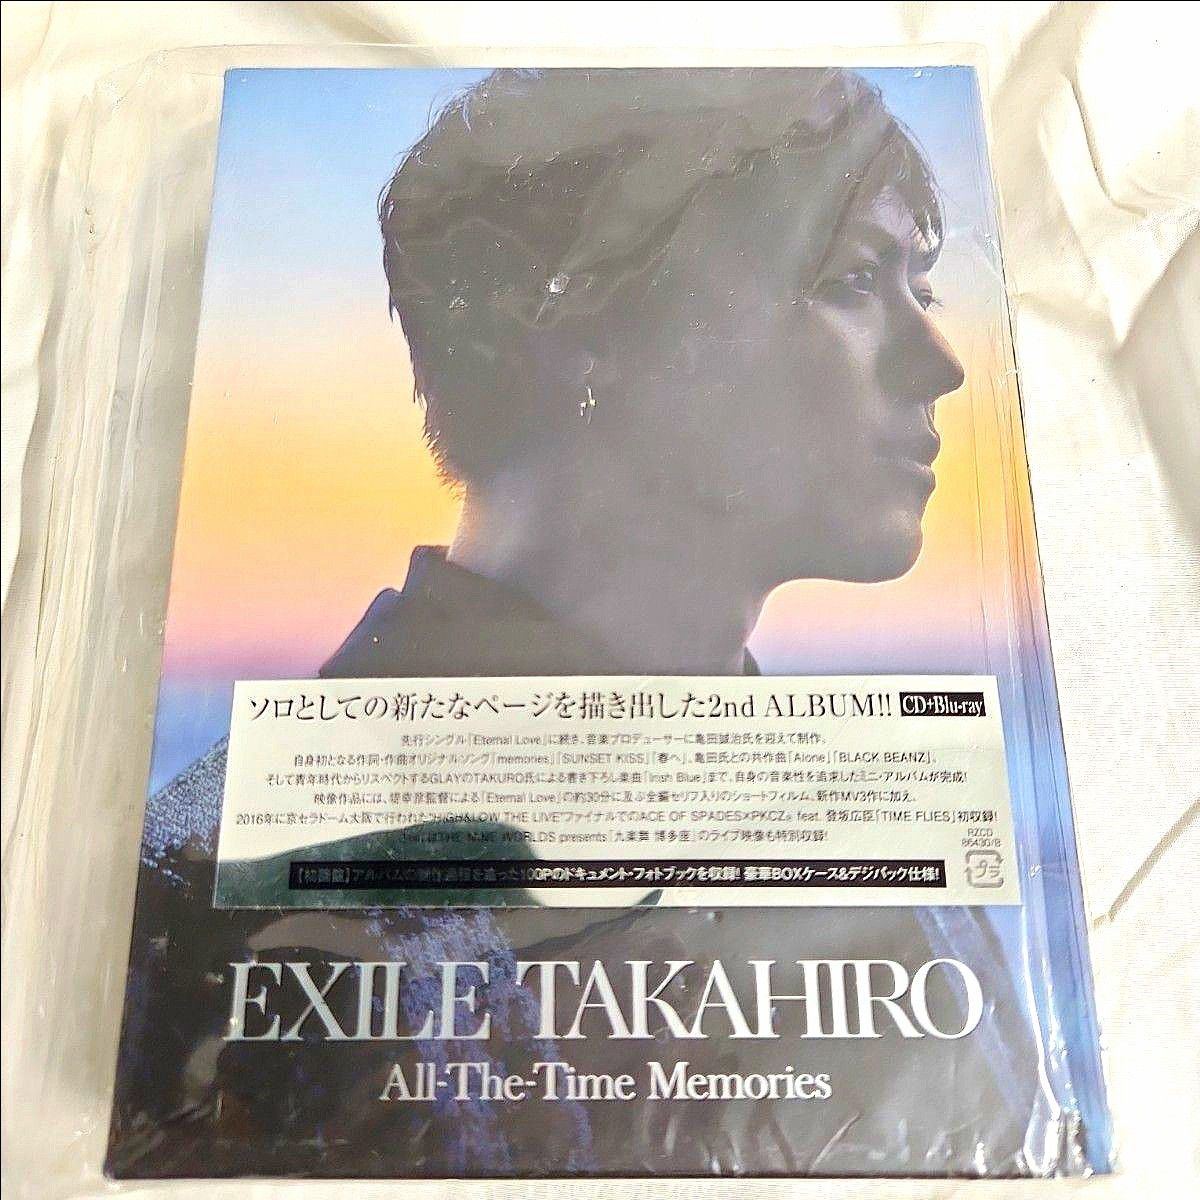 ソロとしての新たなページを描き出した2nd ALBUM!! CD+Blu-ray
先行シングル「Eternal Love」に続き、音楽プロデューサーに亀田誠治氏を迎えて制作。
自身初となる作詞・作曲オリジナルソング「memories」「SUNSET KISS」「春へ」、亀田氏との共作曲「Alone」「BLACK BEANZ」、
そして青年時代からリスペクトするGLAYのTAKURO氏による書き下ろし楽曲「Irish Blue」まで、自身の音楽性を追求したミニ・アルバムが完成!
映像作品には、堤幸彦監督による「Eternal Love」の約30分に及ぶ全編セリフ入りのショートフィルム、新作MV3作に加え、
2016年に京セラドーム大阪で行われた"HiGH&LOW THE LIVE"ファイナルでのACE OF SPADES×PKCZ® feat. 登坂広臣「TIME FLIES」初収録!
THE NINE WORLDS presents 「九楽舞 博多座」のライブ映像も特別収録!
RZCD
86430/B
【初回盤】アルバムの制作過程を追った100Pのドキュメント・フォトブックを収録! 豪華BOXケース&デジパック仕様!
プラ
EXILE TAKAHIRO
All-The-Time Memories